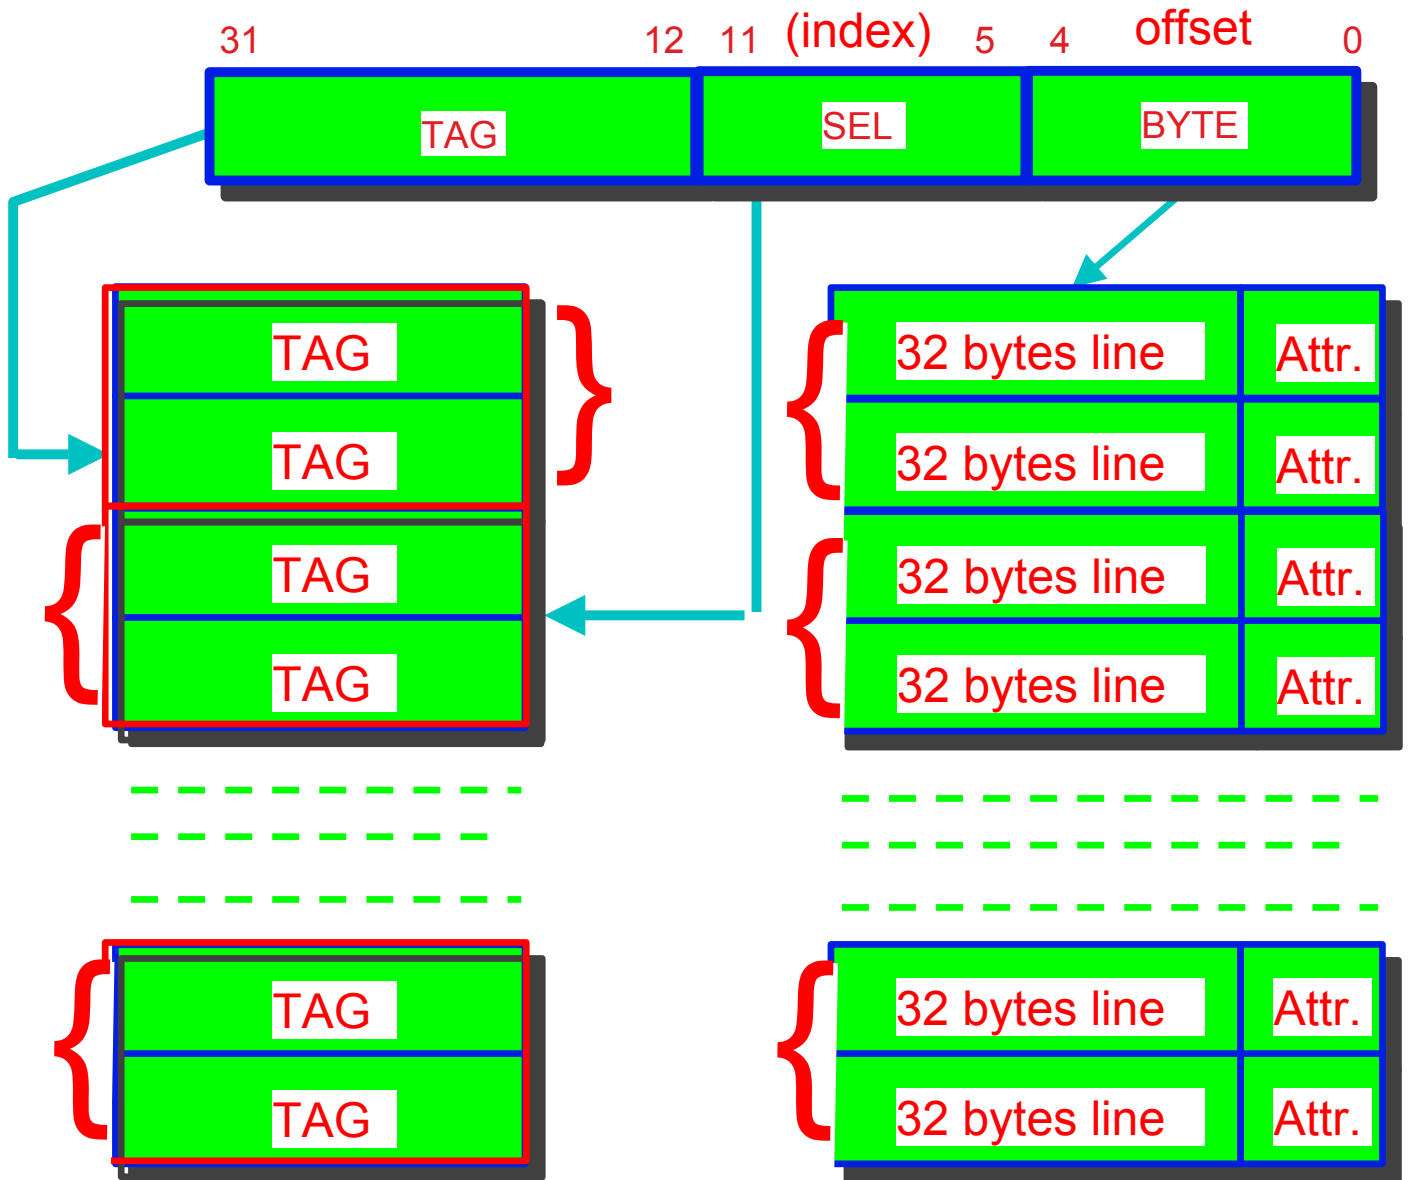 31 12 11 (index) 5 4 offset 0
TAG SEL BYTE
TAG 32 bytes line Attr.
TAG 32 bytes line Attr.
TAG 32 bytes line Attr.
TAG 32 bytes line Attr.
TAG 32 bytes line Attr.
TAG 32 bytes line Attr.